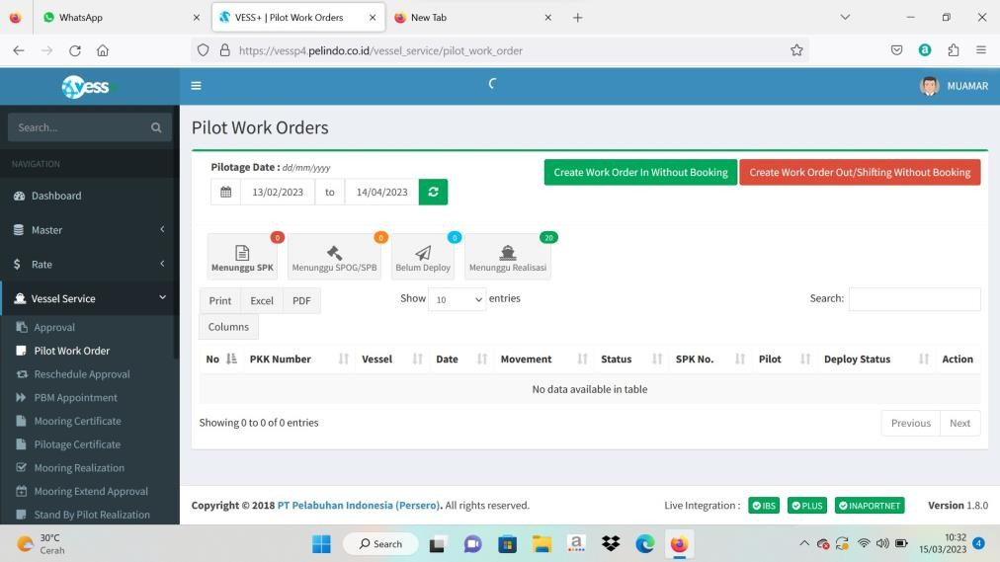 WhatsApp
VESS+ | Pilot Work Orders
New Tab
https://vessp4.pelindo.co.id/vessel_service/pilot_work_order
vess
MUAMAR
Search...
NAVIGATION
Dashboard
Master
$ Rate
Vessel Service
Approval
Pilot Work Order
Reschedule Approval
PBM Appointment
Mooring Certificate
Pilotage Certificate
Mooring Realization
Mooring Extend Approval
Stand By Pilot Realization
Pilot Work Orders
Pilotage Date : dd/mm/yyyy
13/02/2023 to 14/04/2023
Create Work Order In Without Booking
Create Work Order Out/Shifting Without Booking
0
Menunggu SPK
0
Menunggu SPOG/SPB
0
Belum Deploy
20
Menunggu Realisasi
Print Excel PDF
Columns
Show 10 entries
Search:
No PKK Number Vessel Date Movement Status SPK No. Pilot Deploy Status Action
No data available in table
Showing 0 to 0 of 0 entries
Previous Next
Copyright © 2018 PT Pelabuhan Indonesia (Persero). All rights reserved.
Live Integration : IBS PLUS INAPORTNET
Version 1.8.0
30°C
Cerah
Search
10:32
15/03/2023
4